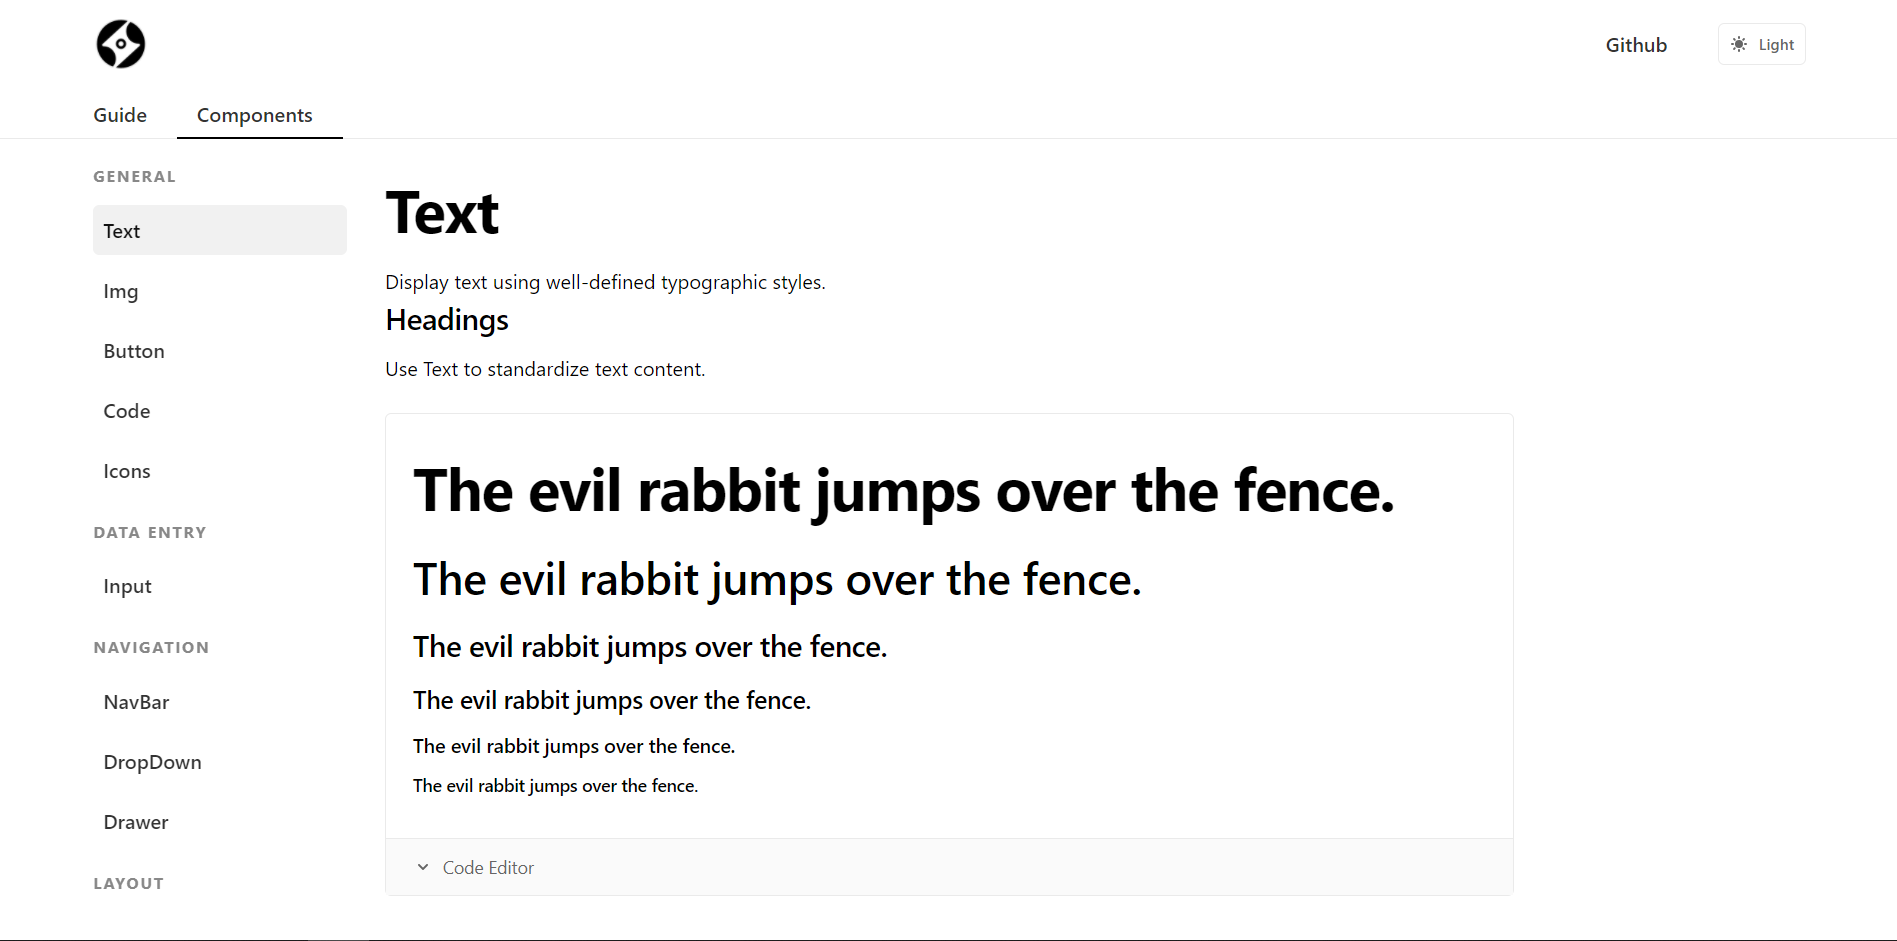 Github
Light
Guide
Components
GENERAL
Text
Img
Button
Code
Icons
DATA ENTRY
Input
NAVIGATION
NavBar
DropDown
Drawer
LAYOUT
Text
Display text using well-defined typographic styles.
Headings
Use Text to standardize text content.
The evil rabbit jumps over the fence.
The evil rabbit jumps over the fence.
The evil rabbit jumps over the fence.
The evil rabbit jumps over the fence.
The evil rabbit jumps over the fence.
The evil rabbit jumps over the fence.
Code Editor